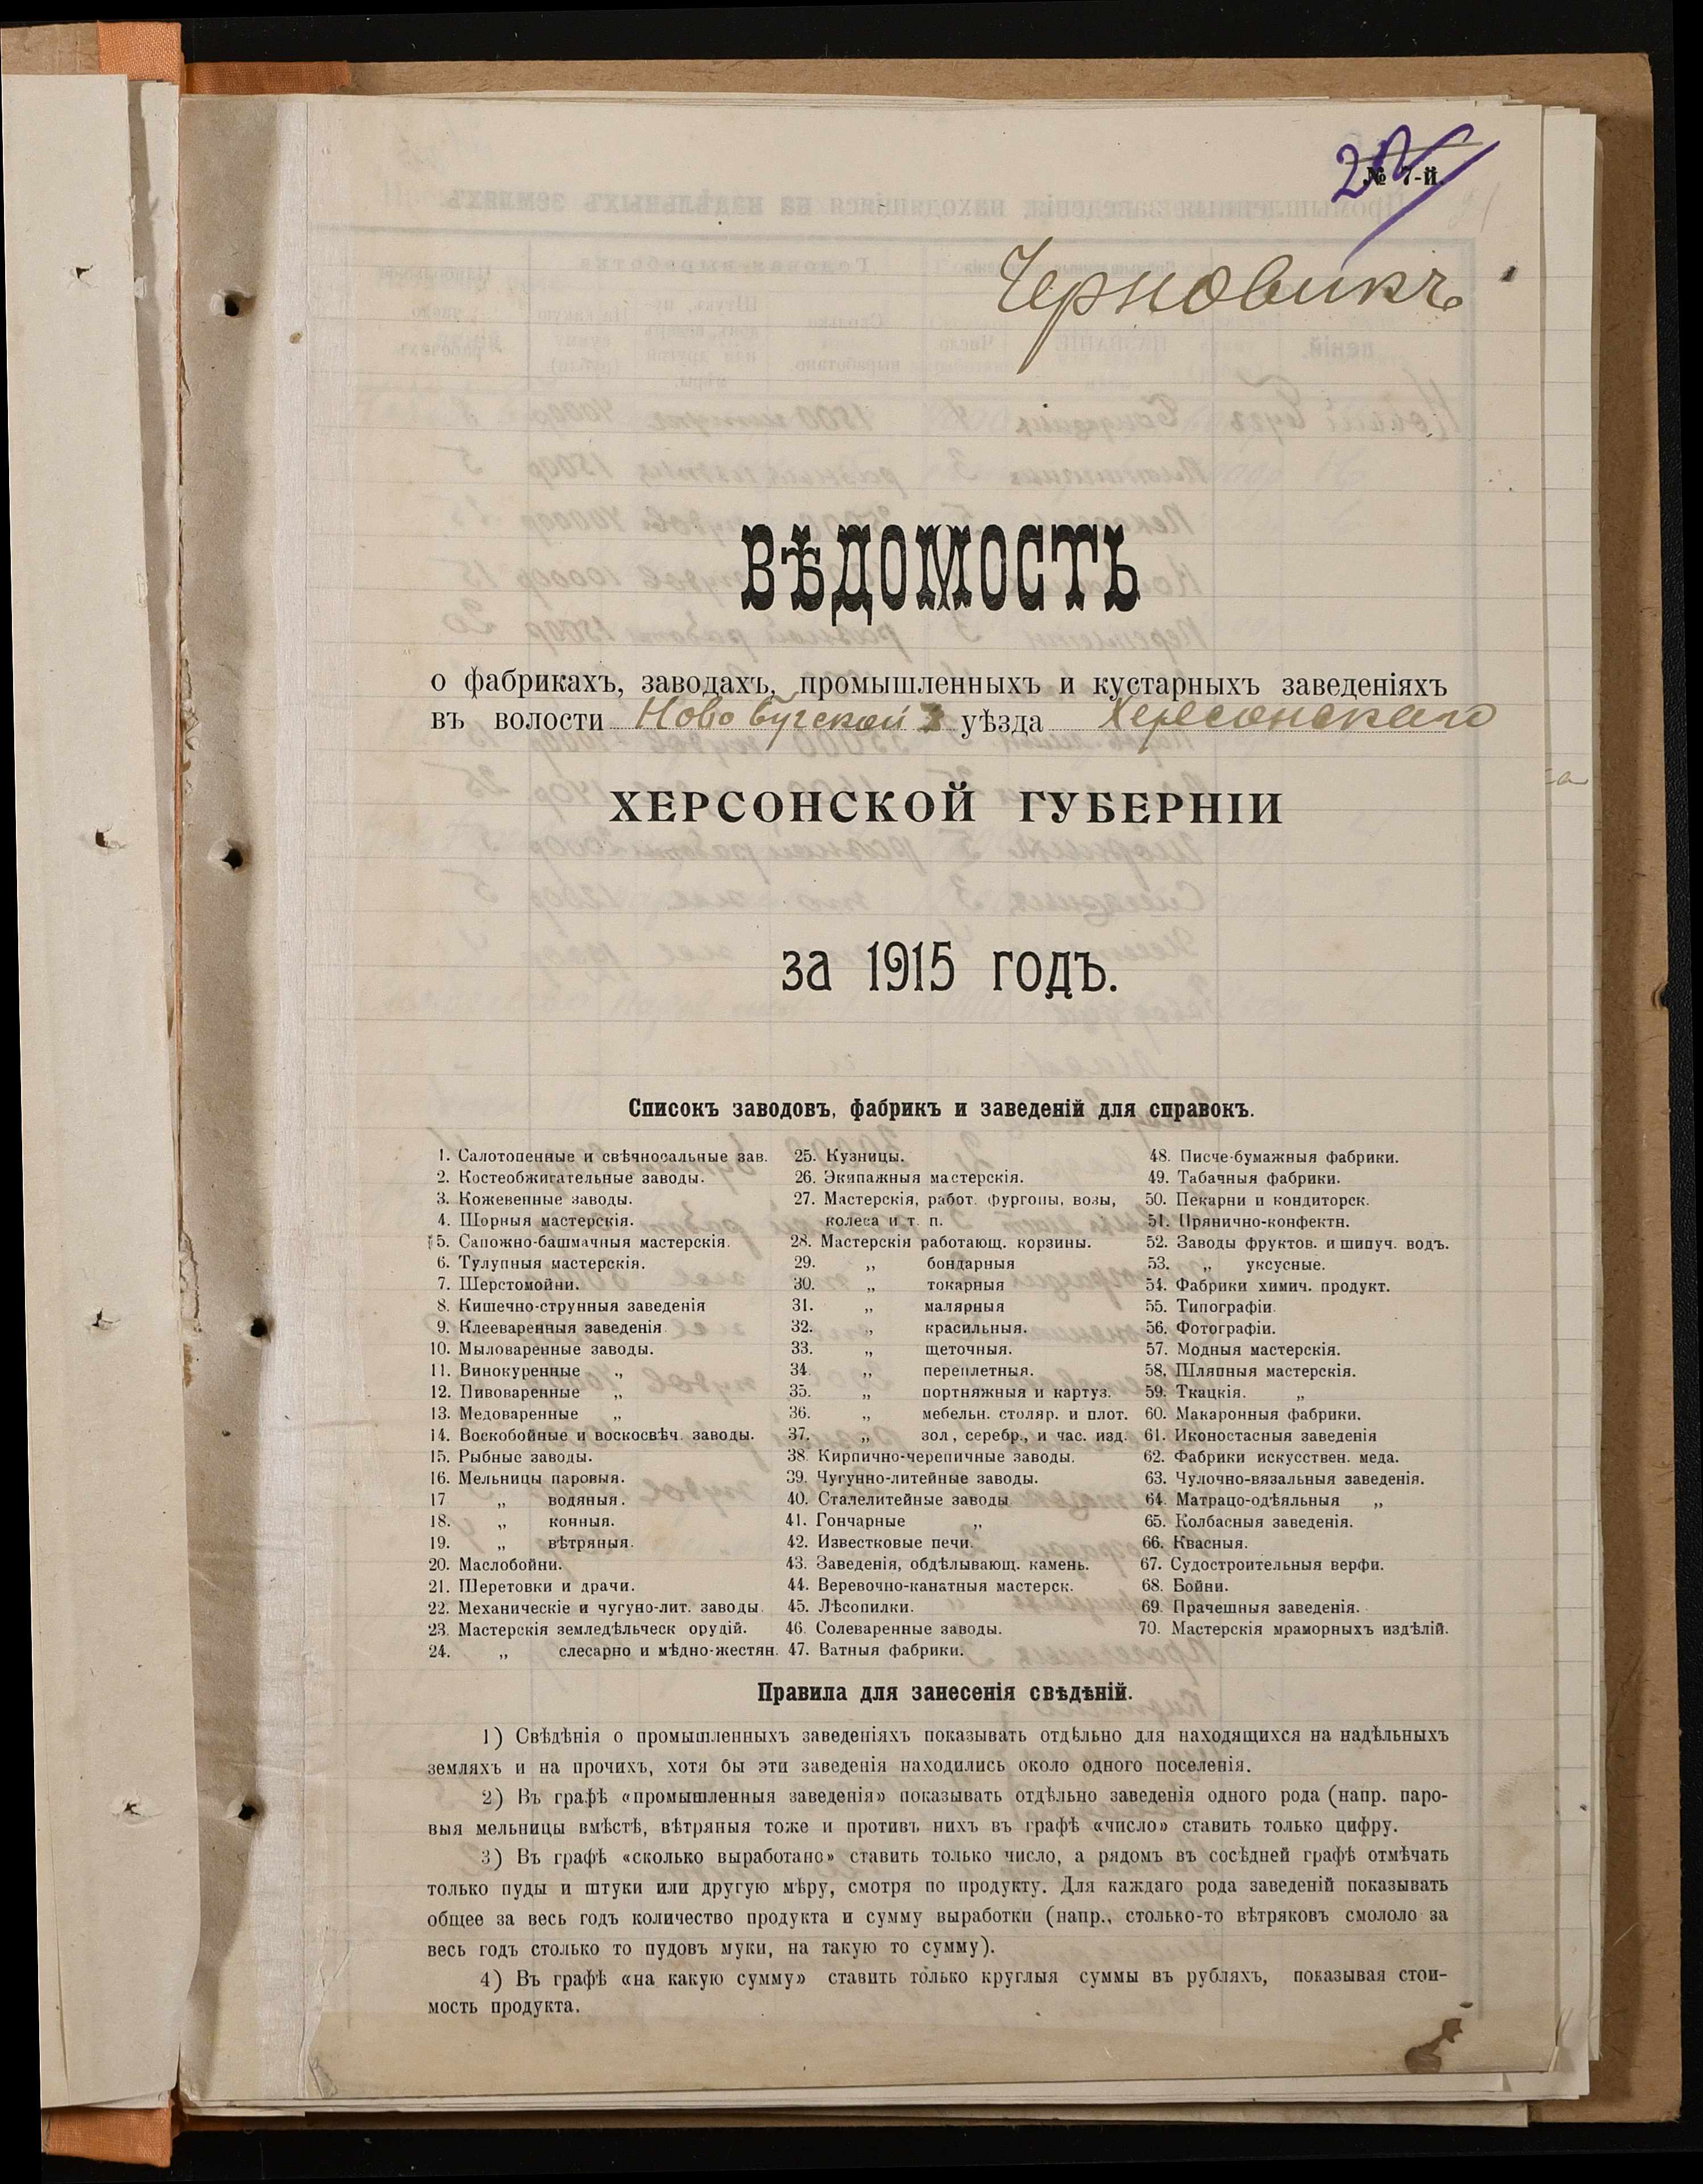 № 7-й.
Черновикъ
ВѢДОМОСТЬ
о фабрикахъ, заводахъ, промышленныхъ и кустарныхъ заведеніяхъ
въ волости Новобугской уѣзда Херсонскаго
ХЕРСОНСКОЙ ГУБЕРНІИ
за 1915 годъ.
Списокъ заводовъ, фабрикъ и заведеній для справокъ.
1. Салотопенные и свѣчносальные зав.
2. Костеобжигательные заводы.
3. Кожевенные заводы.
4. Шорныя мастерскія.
5. Сапожно-башмачныя мастерскія.
6. Тулупныя мастерскія.
7. Шерстомойни.
8. Кишечно-струнныя заведенія
9. Клееваренныя заведенія
10. Мыловаренные заводы.
11. Винокуренные „
12. Пивоваренные „
13. Медоваренные „
14. Воскобойные и воскосвѣч. заводы.
15. Рыбные заводы.
16. Мельницы паровыя.
17 „ водяныя.
18. „ конныя.
19. „ вѣтряныя.
20. Маслобойни.
21. Шеретовки и драчи.
22. Механическіе и чугуно-лит. заводы.
23. Мастерскія земледѣльческ орудій.
24. „ слесарно и мѣдно-жестян.
25. Кузницы.
26. Экипажныя мастерскія.
27. Мастерскія, работ. фургоны, возы,
колеса и т. п.
28. Мастерскія работающ. корзины.
29. „ бондарныя
30. „ токарныя
31. „ малярныя
32. „ красильныя.
33. „ щеточныя.
34 „ переплетныя.
35. „ портняжныя и картуз.
36. „ мебельн. столяр. и плот.
37. „ зол, серебр., и час. изд.
38 Кирпично-черепичные заводы.
39. Чугунно-литейные заводы.
40. Сталелитейные заводы
41. Гончарные „
42. Известковые печи.
43. Заведенія, обдѣлывающ. камень.
44. Веревочно-канатныя мастерск.
45. Лѣсопилки.
46. Солеваренные заводы.
47. Ватныя фабрики.
48. Писче-бумажныя фабрики.
49. Табачныя фабрики.
50. Пекарни и кондиторск.
51. Прянично-конфектн.
52. Заводы фруктов. и шипуч. водъ.
53. „ уксусные.
54. Фабрики химич. продукт.
55. Типографіи.
56. Фотографіи.
57. Модныя мастерскія.
58. Шляпныя мастерскія.
59. Ткацкія. „
60. Макаронныя фабрики.
61. Иконостасныя заведенія
62. Фабрики искусствен. меда.
63. Чулочно-вязальныя заведенія.
64. Матрацо-одѣяльныя „
65. Колбасныя заведенія.
66. Квасныя.
67. Судостроительныя верфи.
68. Бойни.
69. Прачешныя заведенія.
70. Мастерскія мраморныхъ издѣлій.
Правила для занесенія свѣдѣній.
1) Свѣдѣнія о промышленныхъ заведеніяхъ показывать отдѣльно для находящихся на надѣльныхъ
земляхъ и на прочихъ, хотя бы эти заведенія находились около одного поселенія.
2) Въ графѣ «промышленныя заведенія» показывать отдѣльно заведенія одного рода (напр. паро-
выя мельницы вмѣстѣ, вѣтряныя тоже и противъ нихъ въ графѣ «число» ставить только цифру.
3) Въ графѣ «сколько выработано» ставить только число, а рядомъ въ сосѣдней графѣ отмѣчать
только пуды и штуки или другую мѣру, смотря по продукту. Для каждаго рода заведеній показывать
общее за весь годъ количество продукта и сумму выработки (напр., столько-то вѣтряковъ смололо за
весь годъ столько то пудовъ муки, на такую то сумму).
4) Въ графѣ «на какую сумму» ставить только круглыя суммы въ рубляхъ, показывая стои-
мость продукта.